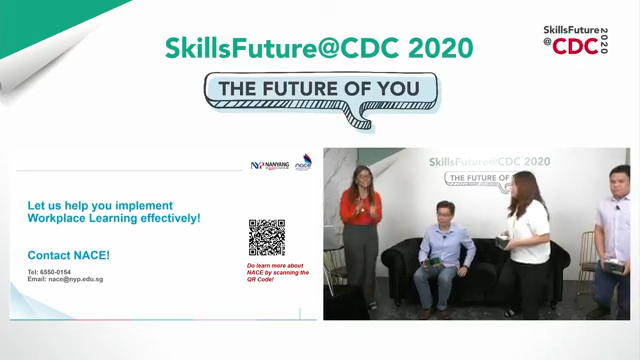 SkillsFuture@CDC 2020
THE FUTURE OF YOU
SkillsFuture
@CDC
2020
NYP NANYANG
nace
Let us help you implement
Workplace Learning effectively!
Contact NACE!
Tel: 6550-0154
Email: nace@nyp.edu.sg
Do learn more about
NACE by scanning the
QR Code!
SkillsFuture@CDC 2020
THE FUTURE OF